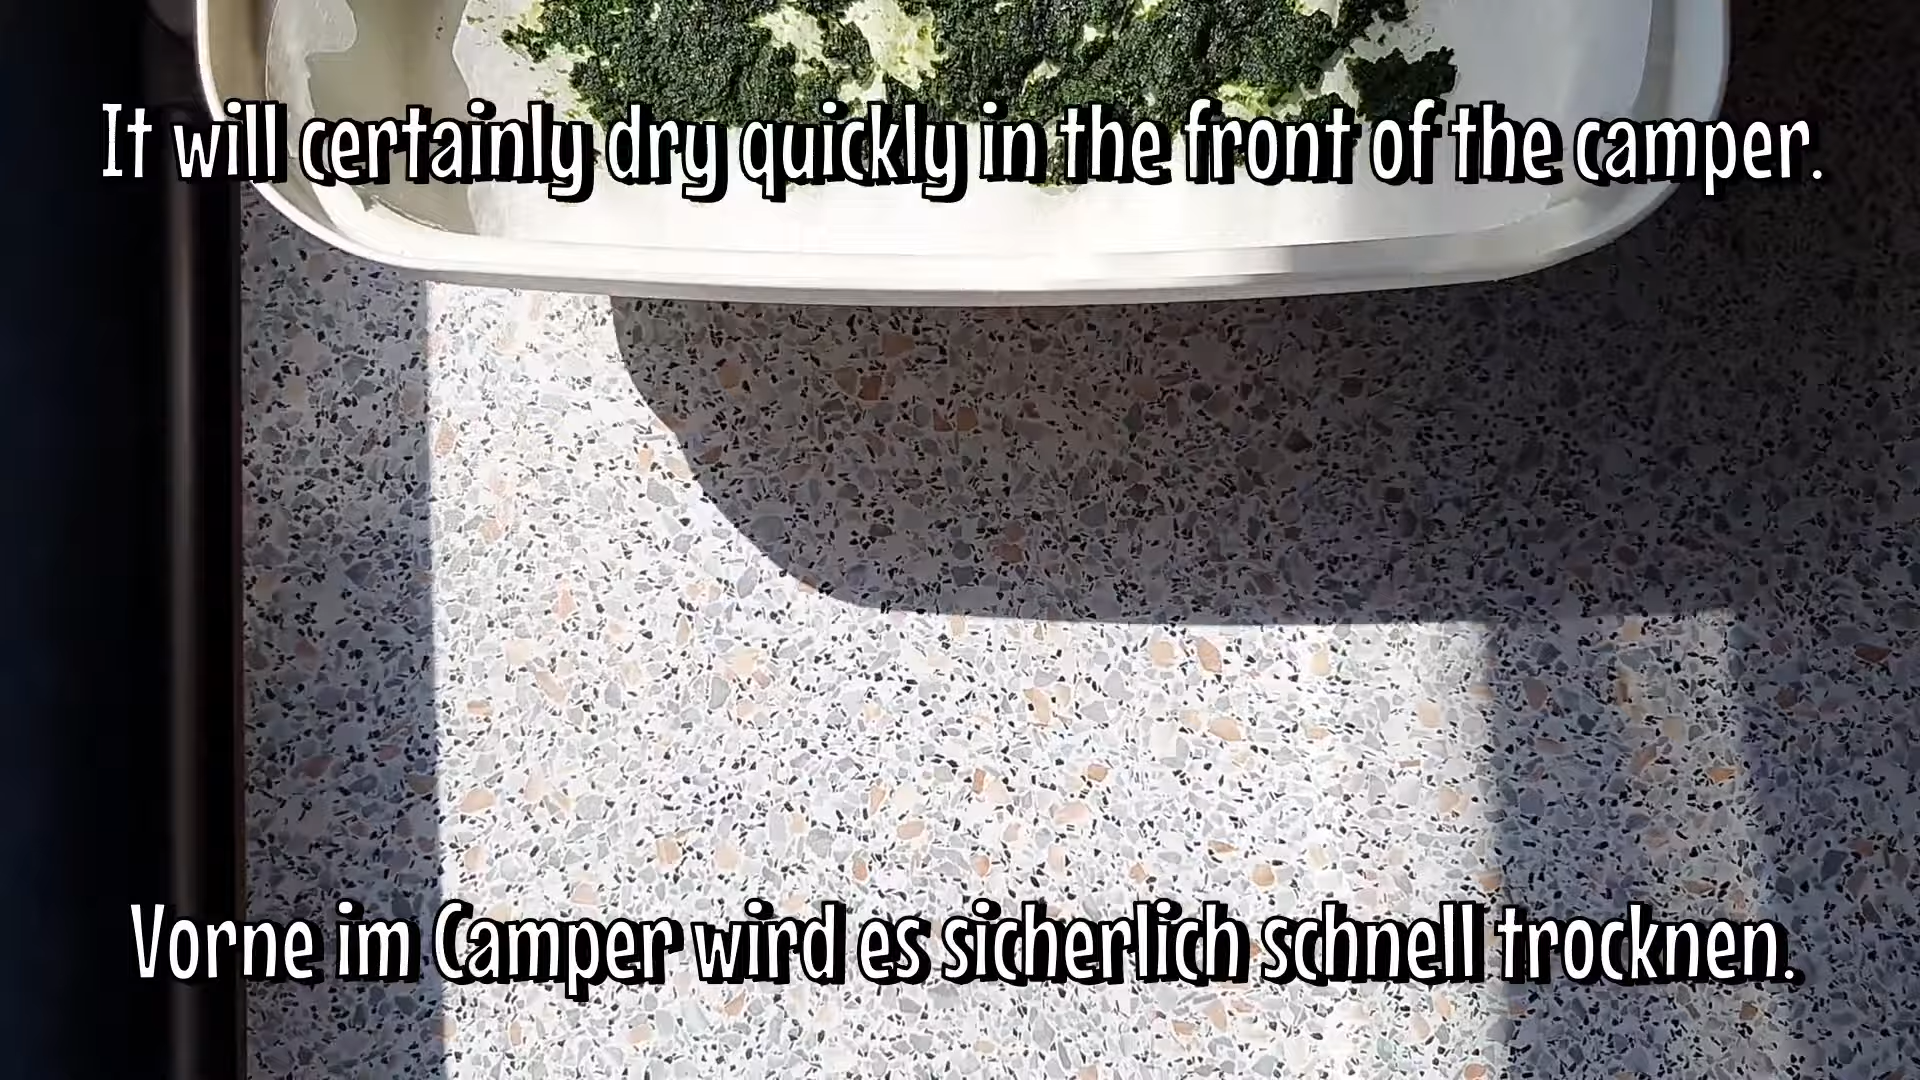 It will certainly dry quickly in the front of the camper.
Vorne im Camper wird es sicherlich schnell trocknen.